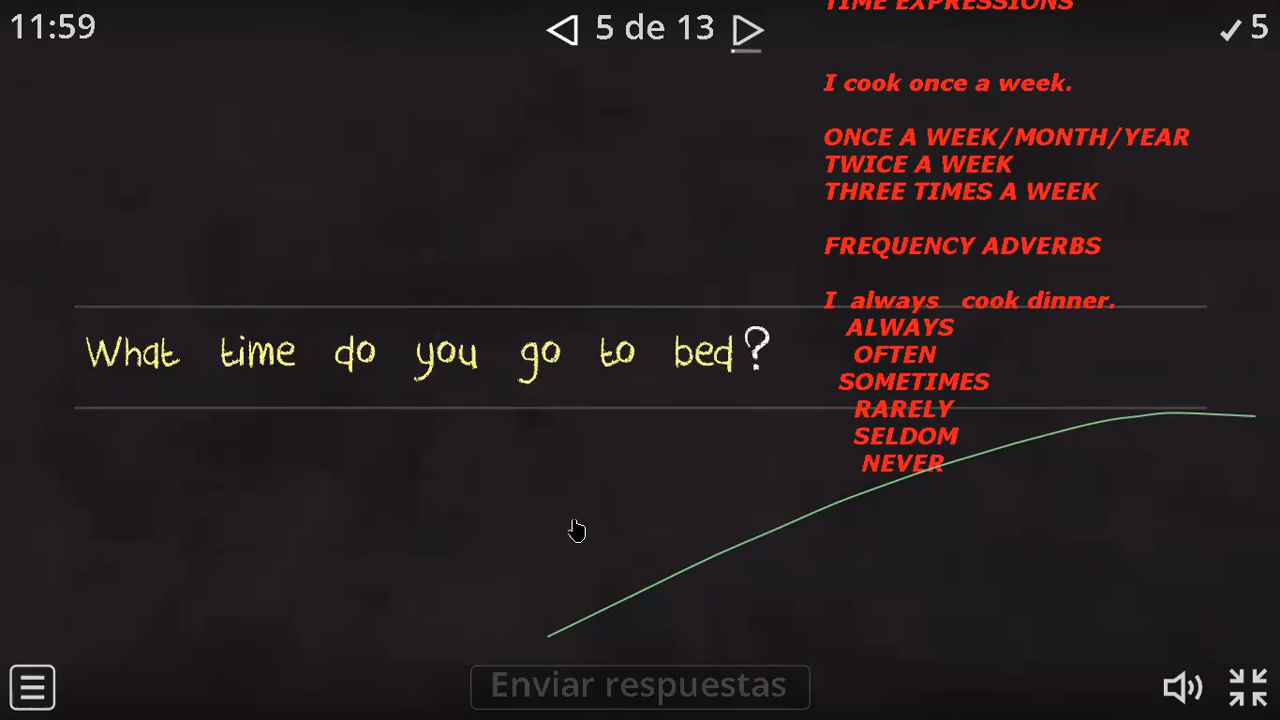 11:59
5 de 13
5
TIME EXPRESSIONS
I cook once a week.
ONCE A WEEK/MONTH/YEAR
TWICE A WEEK
THREE TIMES A WEEK
FREQUENCY ADVERBS
I always cook dinner.
ALWAYS
OFTEN
SOMETIMES
RARELY
SELDOM
NEVER
What time do you go to bed?
Enviar respuestas